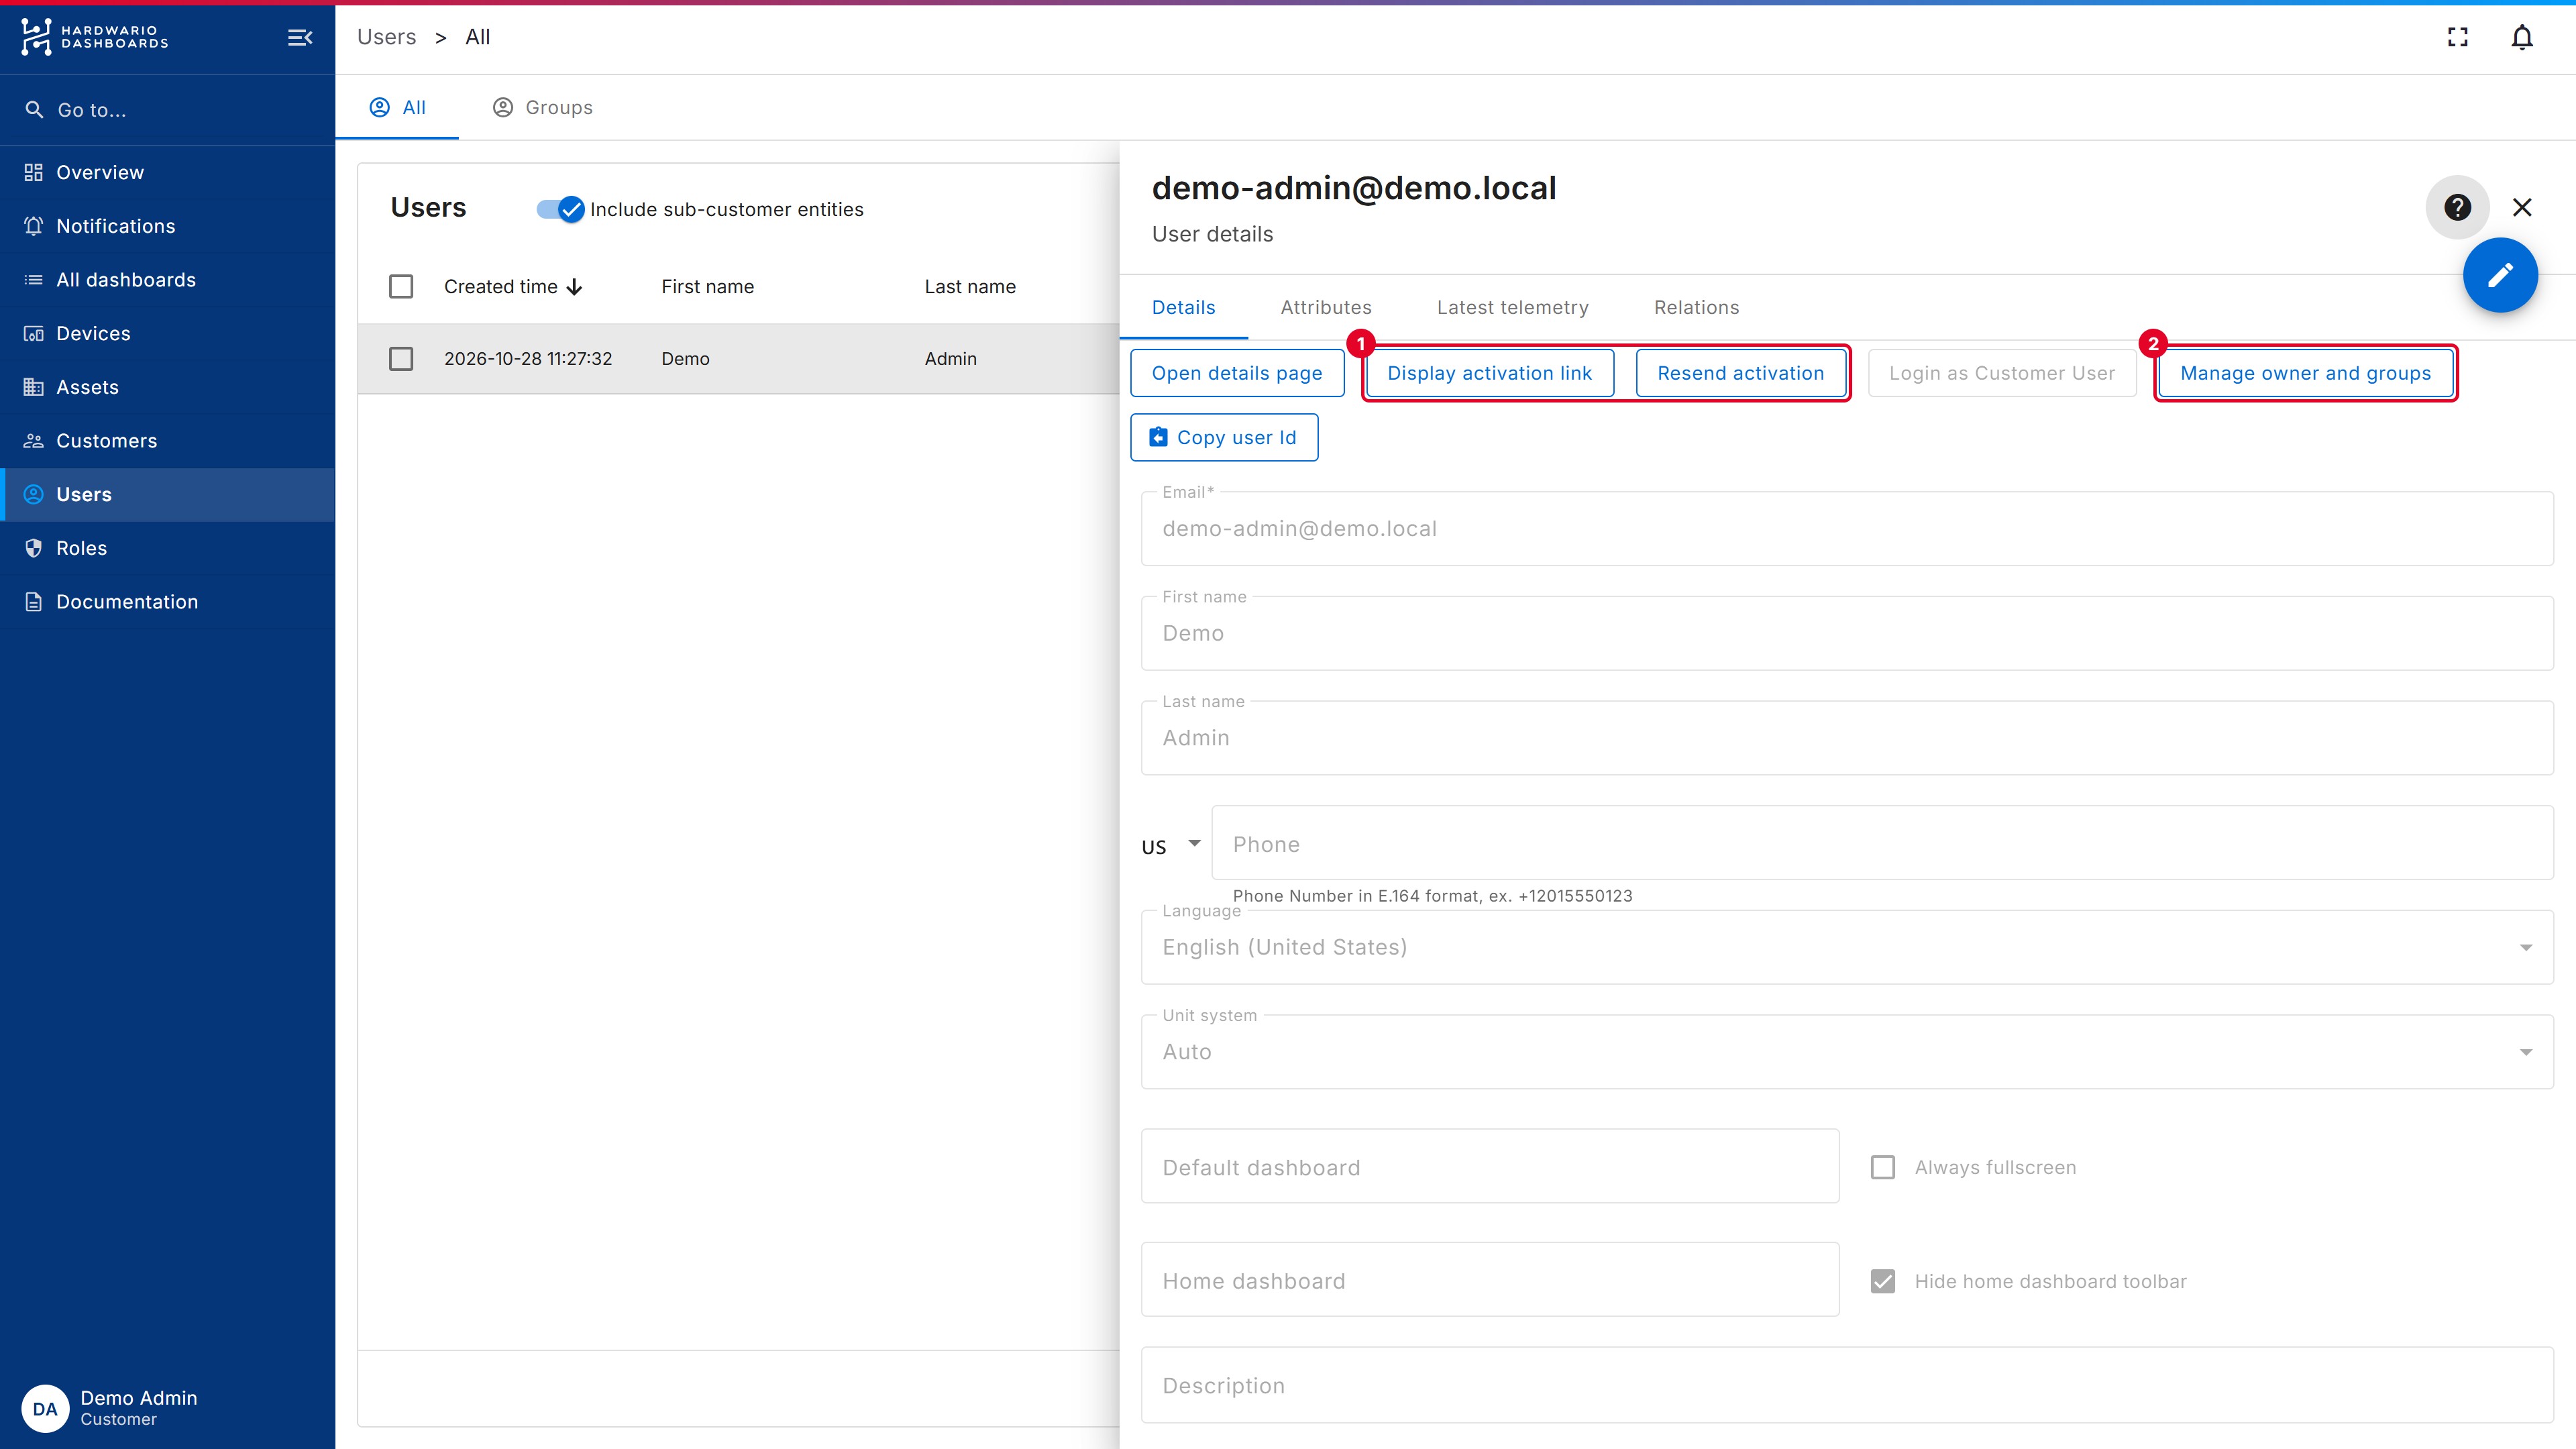 HARDWARIO
DASHBOARDS
Go to...
Overview
Notifications
All dashboards
Devices
Assets
Customers
Users
Roles
Documentation
DA
Demo Admin
Customer
Users > All
All
Groups
Users
Include sub-customer entities
Created time
First name
Last name
2026-10-28 11:27:32
Demo
Admin
demo-admin@demo.local
User details
?
Details
Attributes
Latest telemetry
Relations
1
2
Open details page
Display activation link
Resend activation
Login as Customer User
Manage owner and groups
Copy user Id
Email*
demo-admin@demo.local
First name
Demo
Last name
Admin
US
Phone
Phone Number in E.164 format, ex. +12015550123
Language
English (United States)
Unit system
Auto
Default dashboard
Always fullscreen
Home dashboard
Hide home dashboard toolbar
Description